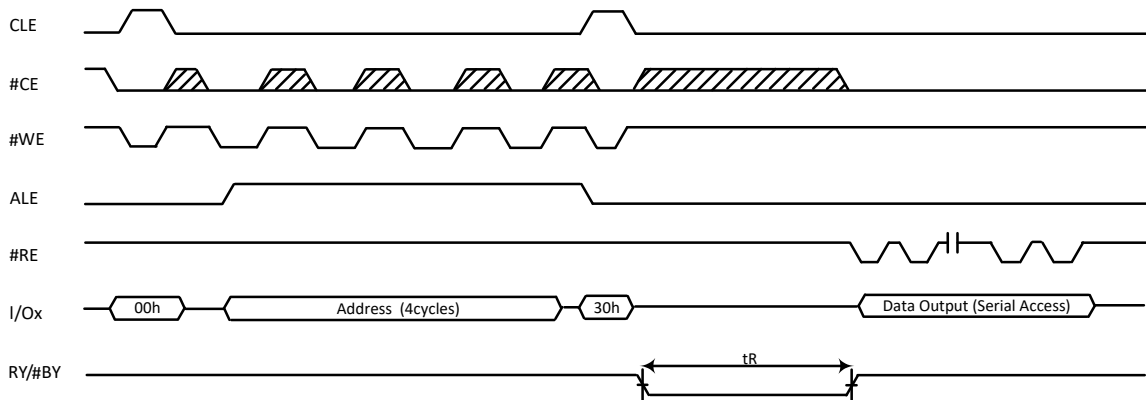 CLE
#CE
#WE
ALE
#RE
I/Ox
00h
Address (4cycles)
30h
Data Output (Serial Access)
RY/#BY
tR